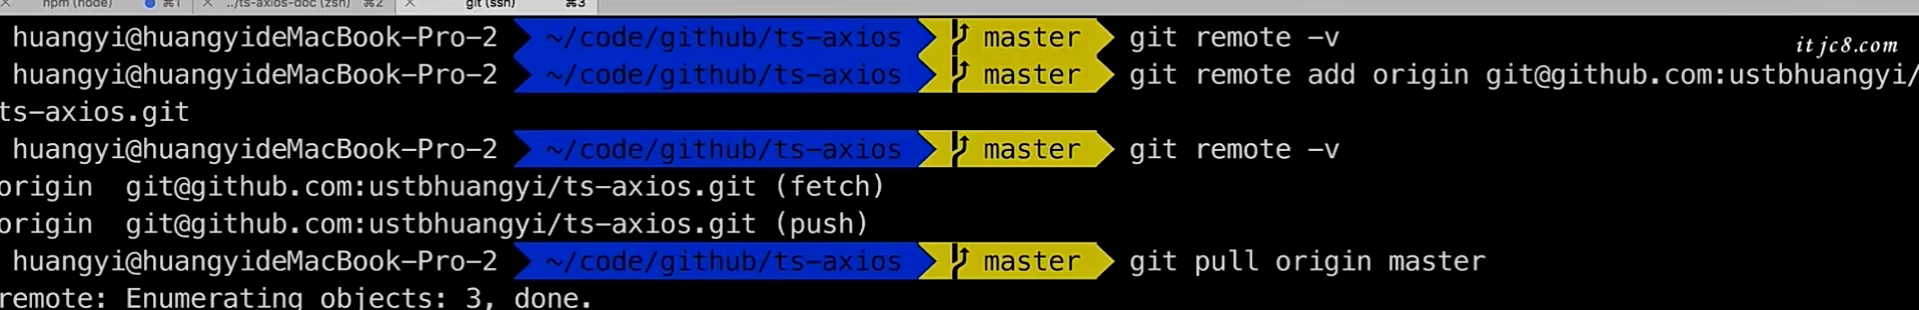 npm (node) ⌘1 ../ts-axios-doc (zsh) ⌘2 git (ssh) ⌘3
huangyi@huangyideMacBook-Pro-2 ~/code/github/ts-axios master git remote -v
itjc8.com
huangyi@huangyideMacBook-Pro-2 ~/code/github/ts-axios master git remote add origin git@github.com:ustbhuangyi/
ts-axios.git
huangyi@huangyideMacBook-Pro-2 ~/code/github/ts-axios master git remote -v
origin git@github.com:ustbhuangyi/ts-axios.git (fetch)
origin git@github.com:ustbhuangyi/ts-axios.git (push)
huangyi@huangyideMacBook-Pro-2 ~/code/github/ts-axios master git pull origin master
remote: Enumerating objects: 3, done.